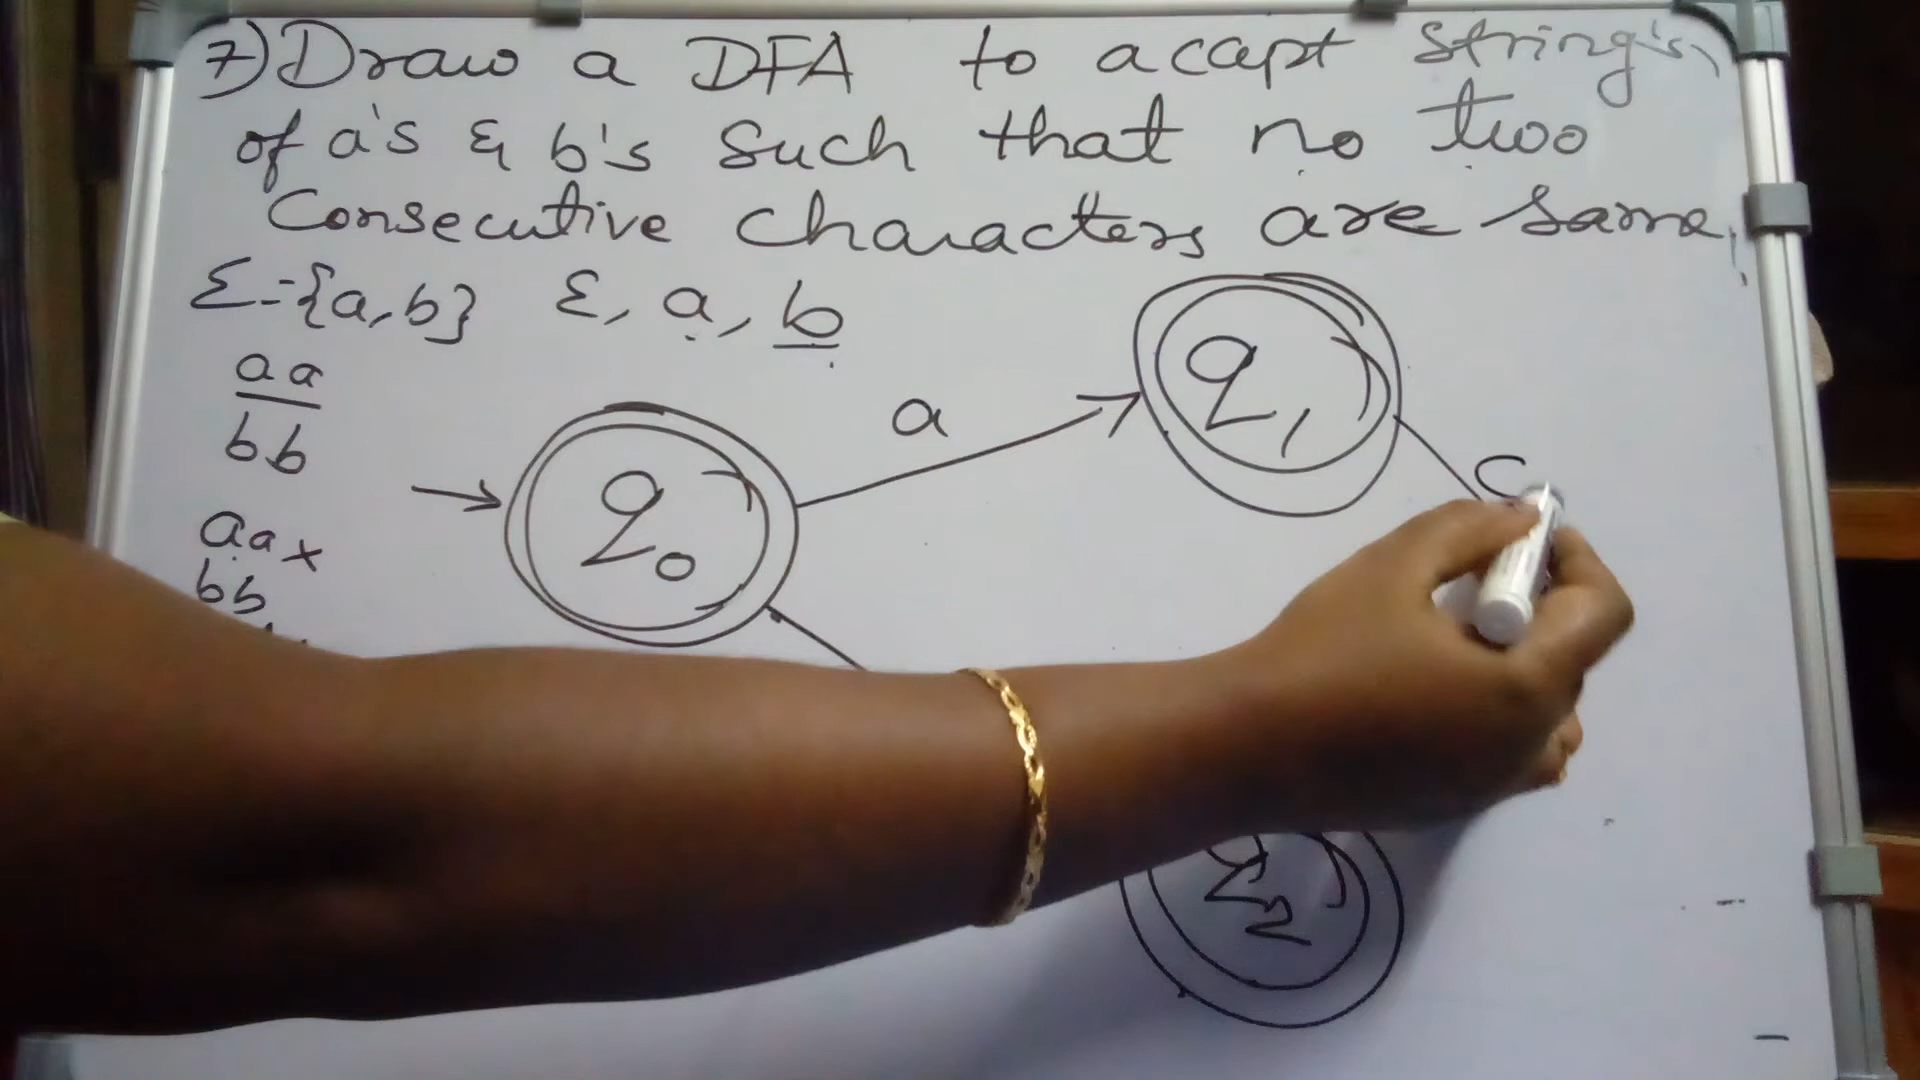 7) Draw a DFA to acapt string's
of a's & b's such that no two
Consecutive characters are same,
Σ={a,b} ε, a, b
aa
bb
aa x
bb
a
q0
q1
q2